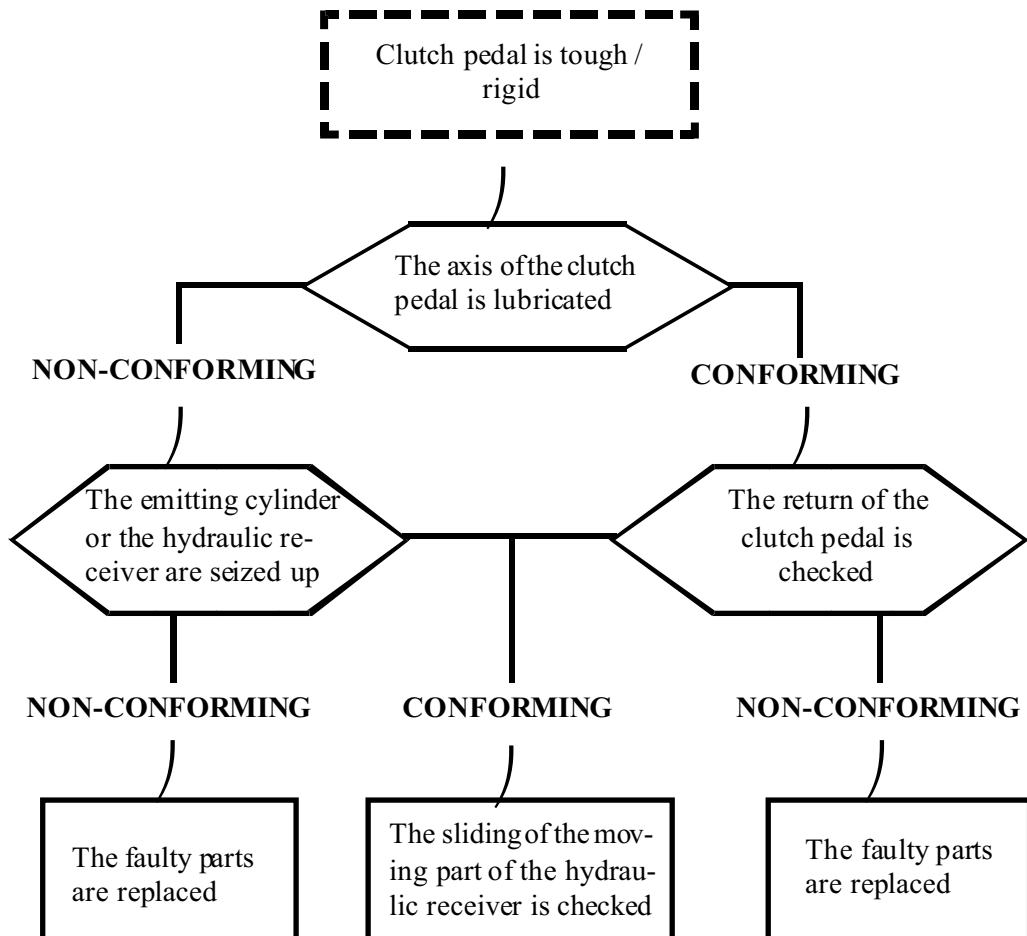 Clutch pedal is tough /
rigid
The axis of the clutch
pedal is lubricated
NON-CONFORMING
CONFORMING
The emitting cylinder
or the hydraulic re-
ceiver are seized up
The return of the
clutch pedal is
checked
NON-CONFORMING
CONFORMING
NON-CONFORMING
The faulty parts
are replaced
The sliding of the mov-
ing part of the hydrau-
lic receiver is checked
The faulty parts
are replaced